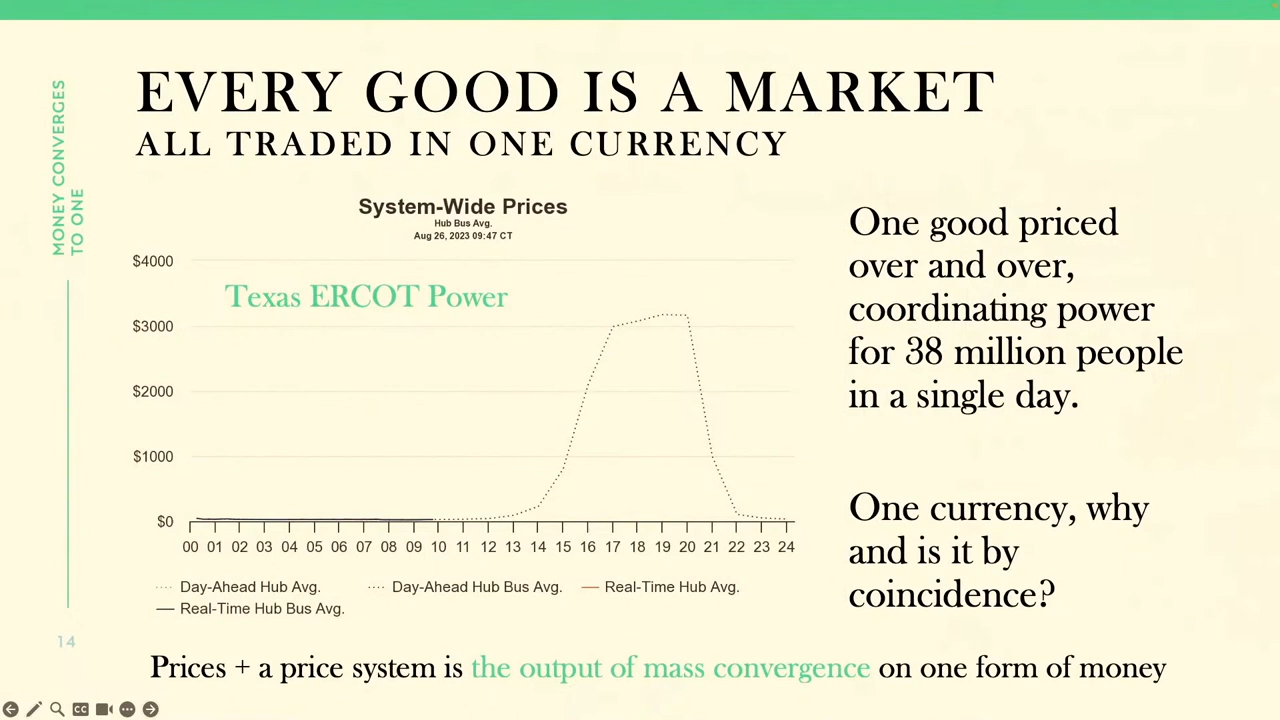 EVERY GOOD IS A MARKET
ALL TRADED IN ONE CURRENCY
MONEY CONVERGES
TO ONE
System-Wide Prices
Hub Bus Avg.
Aug 26, 2023 09:47 CT
Texas ERCOT Power
$4000
$3000
$2000
$1000
$0
00 01 02 03 04 05 06 07 08 09 10 11 12 13 14 15 16 17 18 19 20 21 22 23 24
Day-Ahead Hub Avg. Day-Ahead Hub Bus Avg. Real-Time Hub Avg.
Real-Time Hub Bus Avg.
One good priced
over and over,
coordinating power
for 38 million people
in a single day.
One currency, why
and is it by
coincidence?
14
Prices + a price system is the output of mass convergence on one form of money
CC